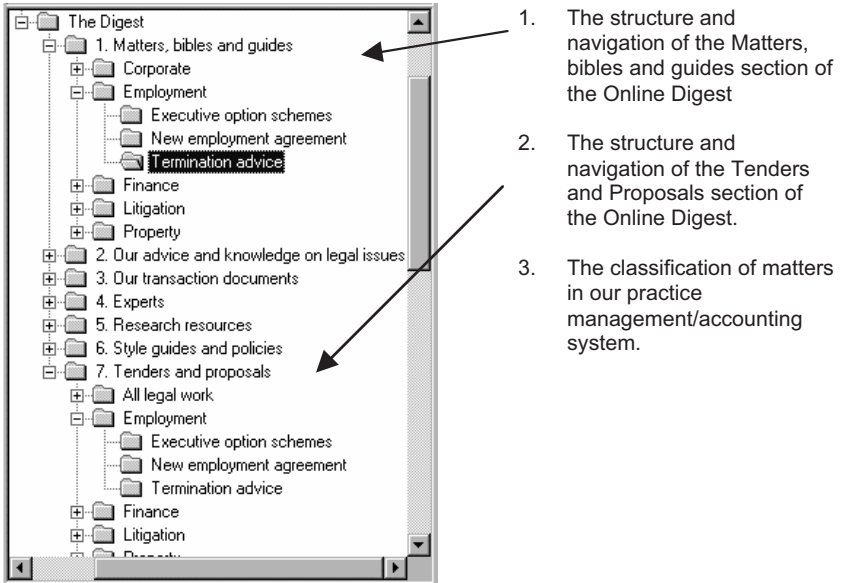 The Digest
1. Matters, bibles and guides
Corporate
Employment
Executive option schemes
New employment agreement
Termination advice
Finance
Litigation
Property
2. Our advice and knowledge on legal issues
3. Our transaction documents
4. Experts
5. Research resources
6. Style guides and policies
7. Tenders and proposals
All legal work
Employment
Executive option schemes
New employment agreement
Termination advice
Finance
Litigation
Property
1. The structure and
navigation of the Matters,
bibles and guides section of
the Online Digest
2. The structure and
navigation of the Tenders
and Proposals section of
the Online Digest.
3. The classification of matters
in our practice
management/accounting
system.